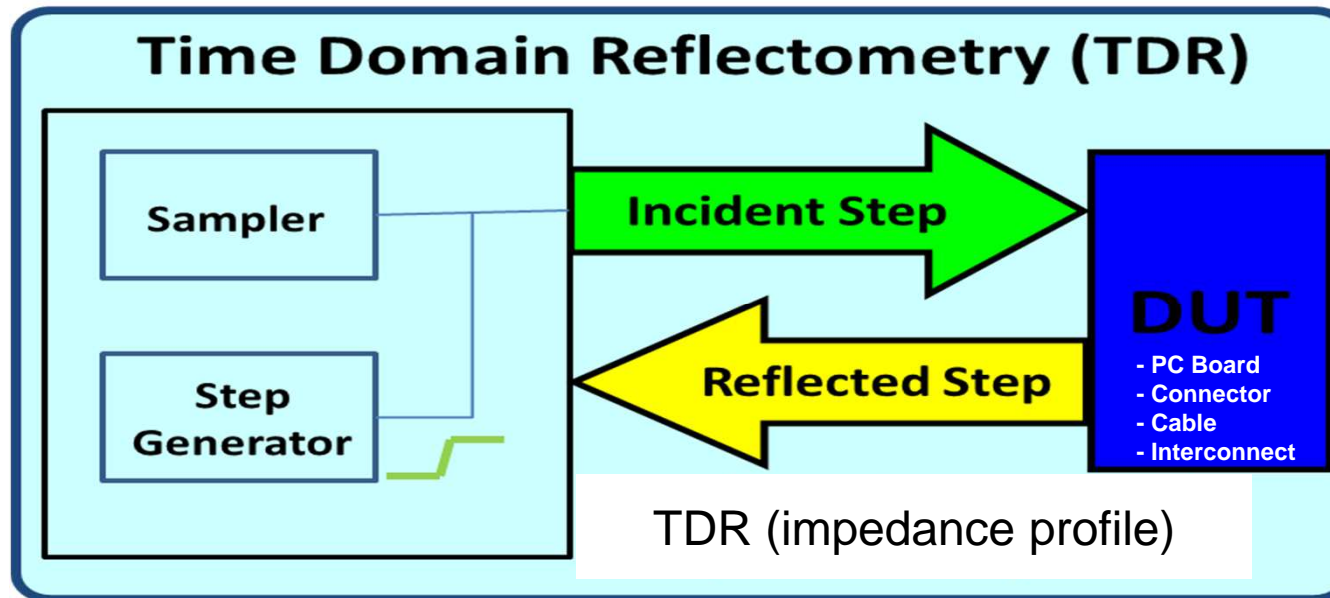 Time Domain Reflectometry (TDR)
Sampler
Step
Generator
Incident Step
Reflected Step
DUT
- PC Board
- Connector
- Cable
- Interconnect
TDR (impedance profile)